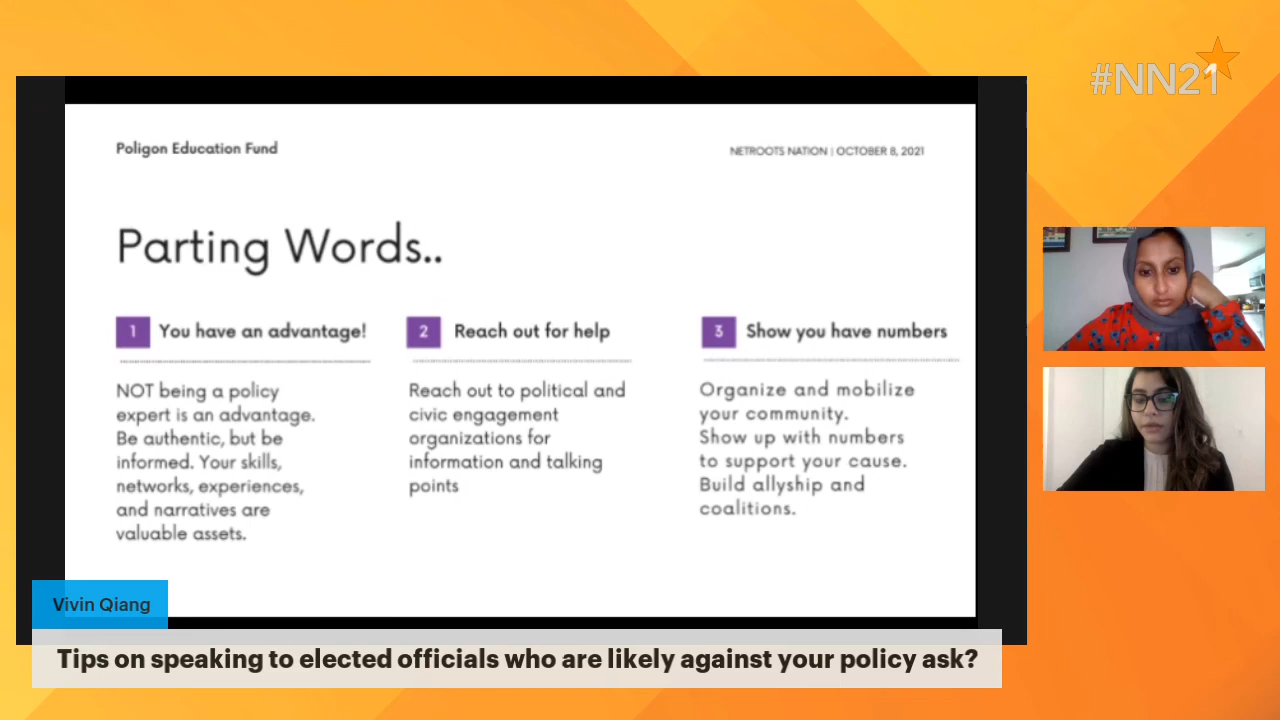 #NN21
Poligon Education Fund
NETROOTS NATION | OCTOBER 8, 2021
Parting Words..
1 You have an advantage!
NOT being a policy
expert is an advantage.
Be authentic, but be
informed. Your skills,
networks, experiences,
and narratives are
valuable assets.
2 Reach out for help
Reach out to political and
civic engagement
organizations for
information and talking
points
3 Show you have numbers
Organize and mobilize
your community.
Show up with numbers
to support your cause.
Build allyship and
coalitions.
Vivin Qiang
Tips on speaking to elected officials who are likely against your policy ask?